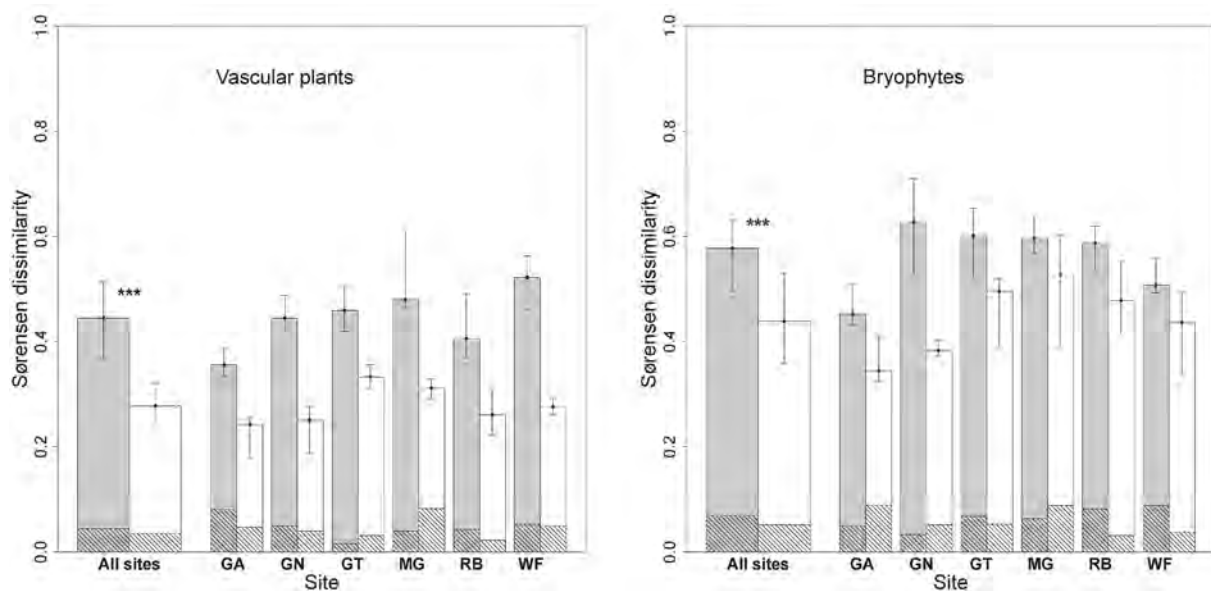 Vascular plants
Sørensen dissimilarity
1.0
0.8
0.6
0.4
0.2
0.0
***
All sites GA GN GT MG RB WF
Site
Bryophytes
Sørensen dissimilarity
1.0
0.8
0.6
0.4
0.2
0.0
***
All sites GA GN GT MG RB WF
Site